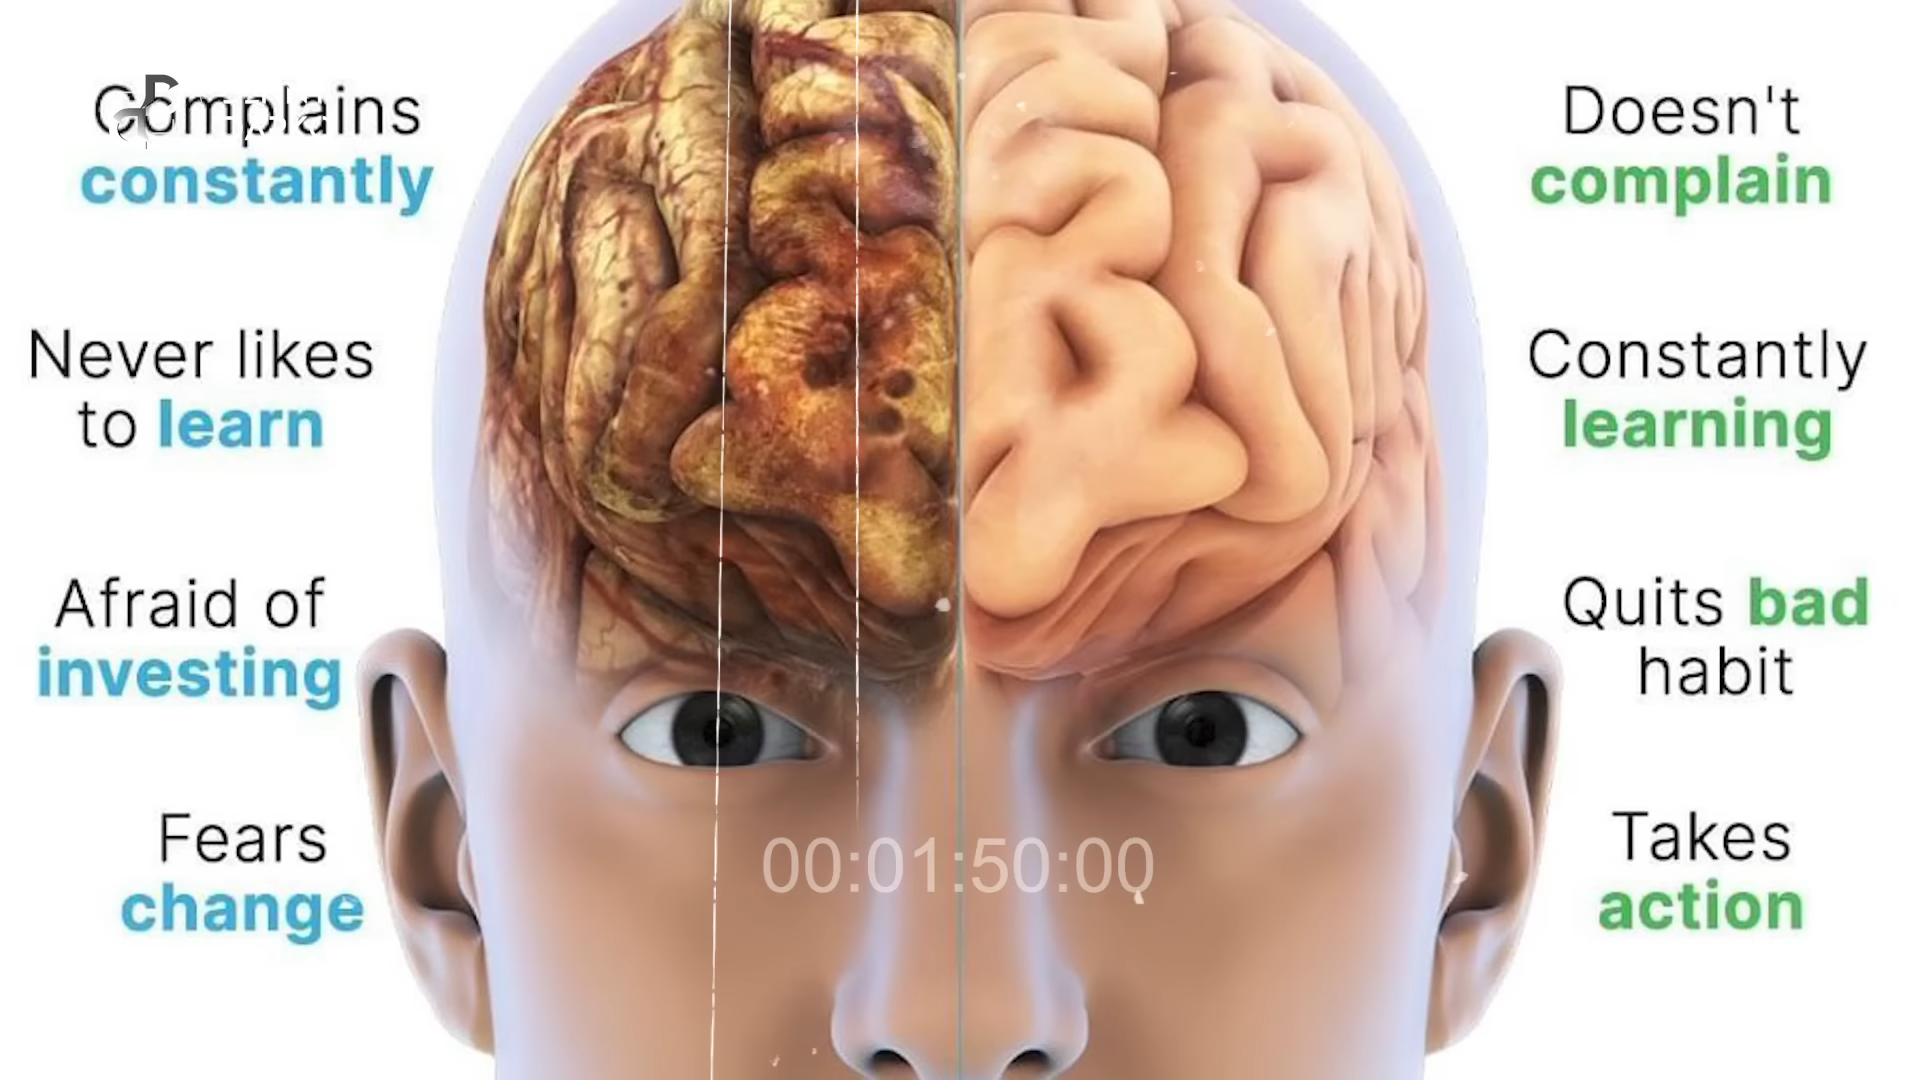 Complains
constantly
Never likes
to learn
Afraid of
investing
Fears
change
Doesn't
complain
Constantly
learning
Quits bad
habit
Takes
action
00:01:50:00